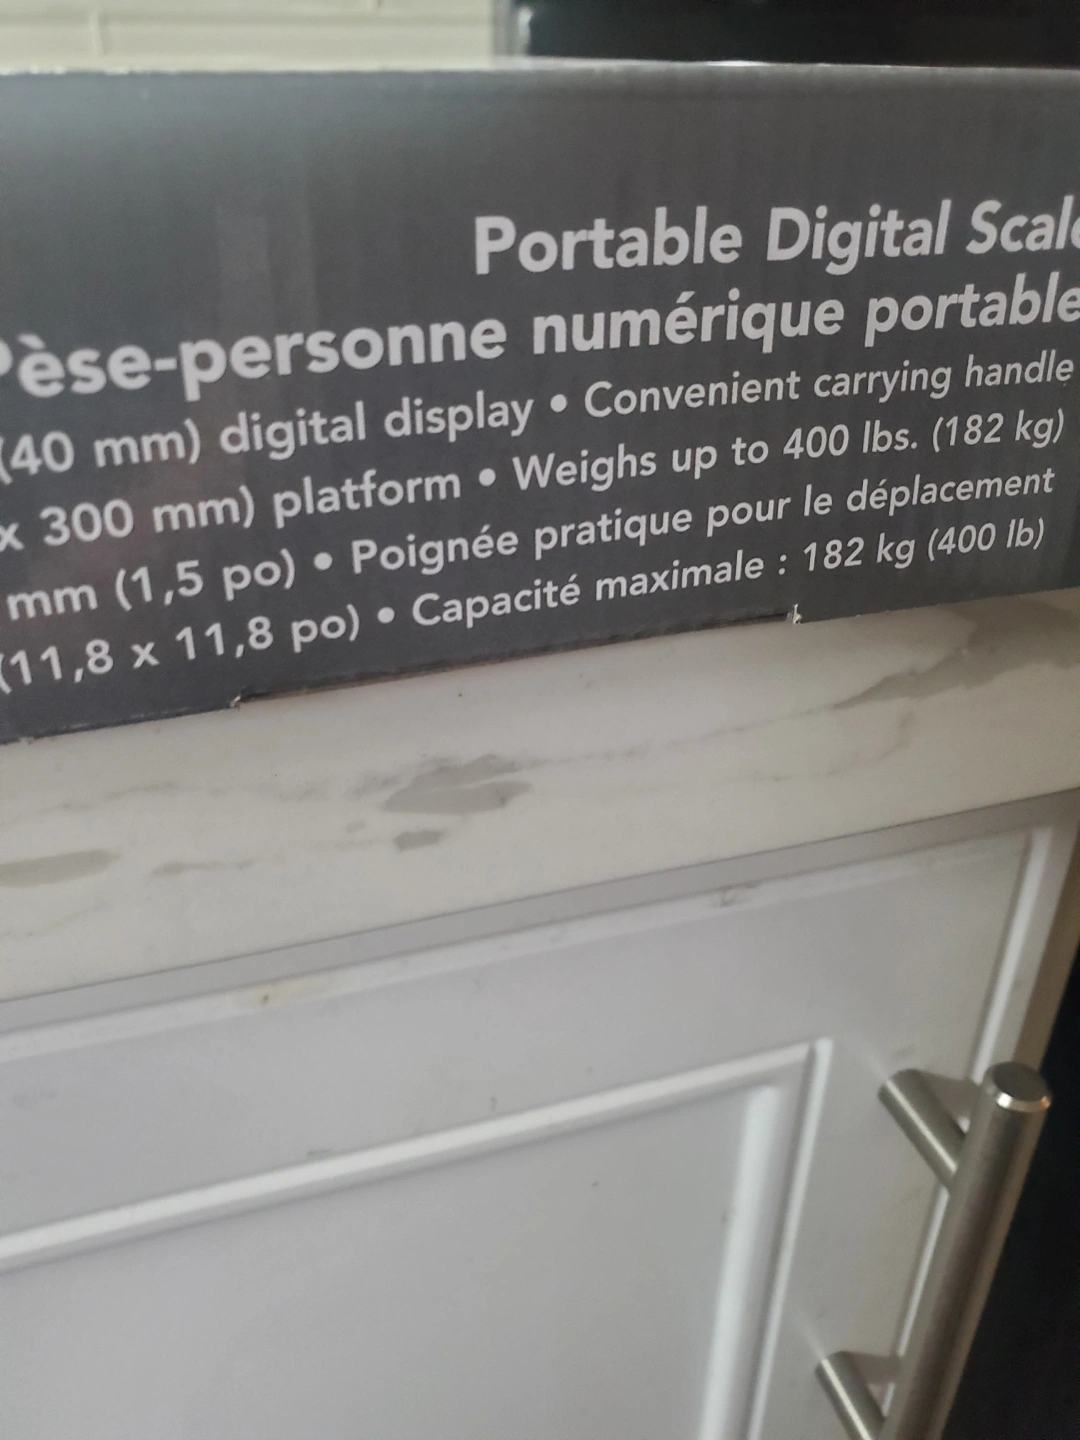 Portable Digital Scale
Pèse-personne numérique portable
(40 mm) digital display • Convenient carrying handle
x 300 mm) platform • Weighs up to 400 lbs. (182 kg)
mm (1,5 po) • Poignée pratique pour le déplacement
(11,8 x 11,8 po) • Capacité maximale : 182 kg (400 lb)